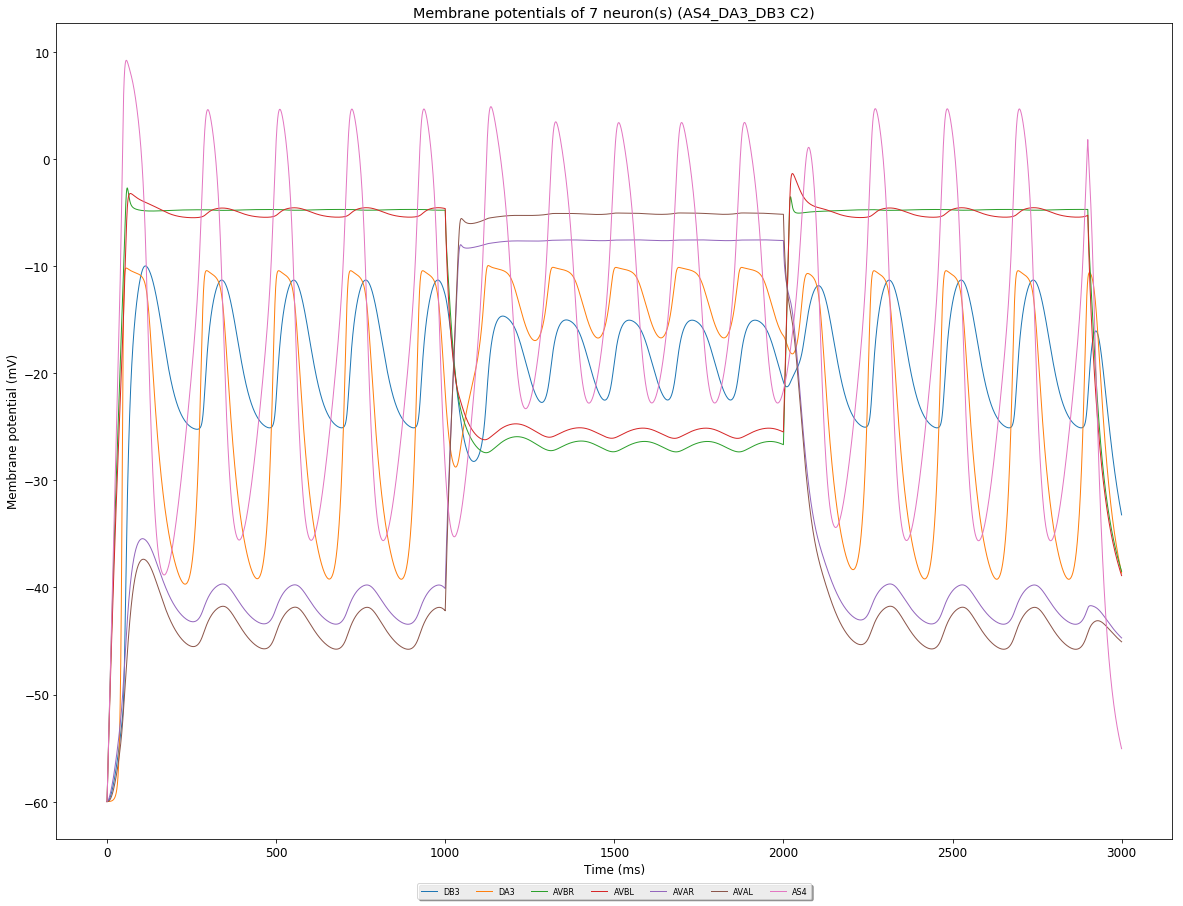 Membrane potentials of 7 neuron(s) (AS4_DA3_DB3 C2)
Membrane potential (mV)
10
0
−10
−20
−30
−40
−50
−60
0 500 1000 1500 2000 2500 3000
Time (ms)
DB3 DA3 AVBR AVBL AVAR AVAL AS4